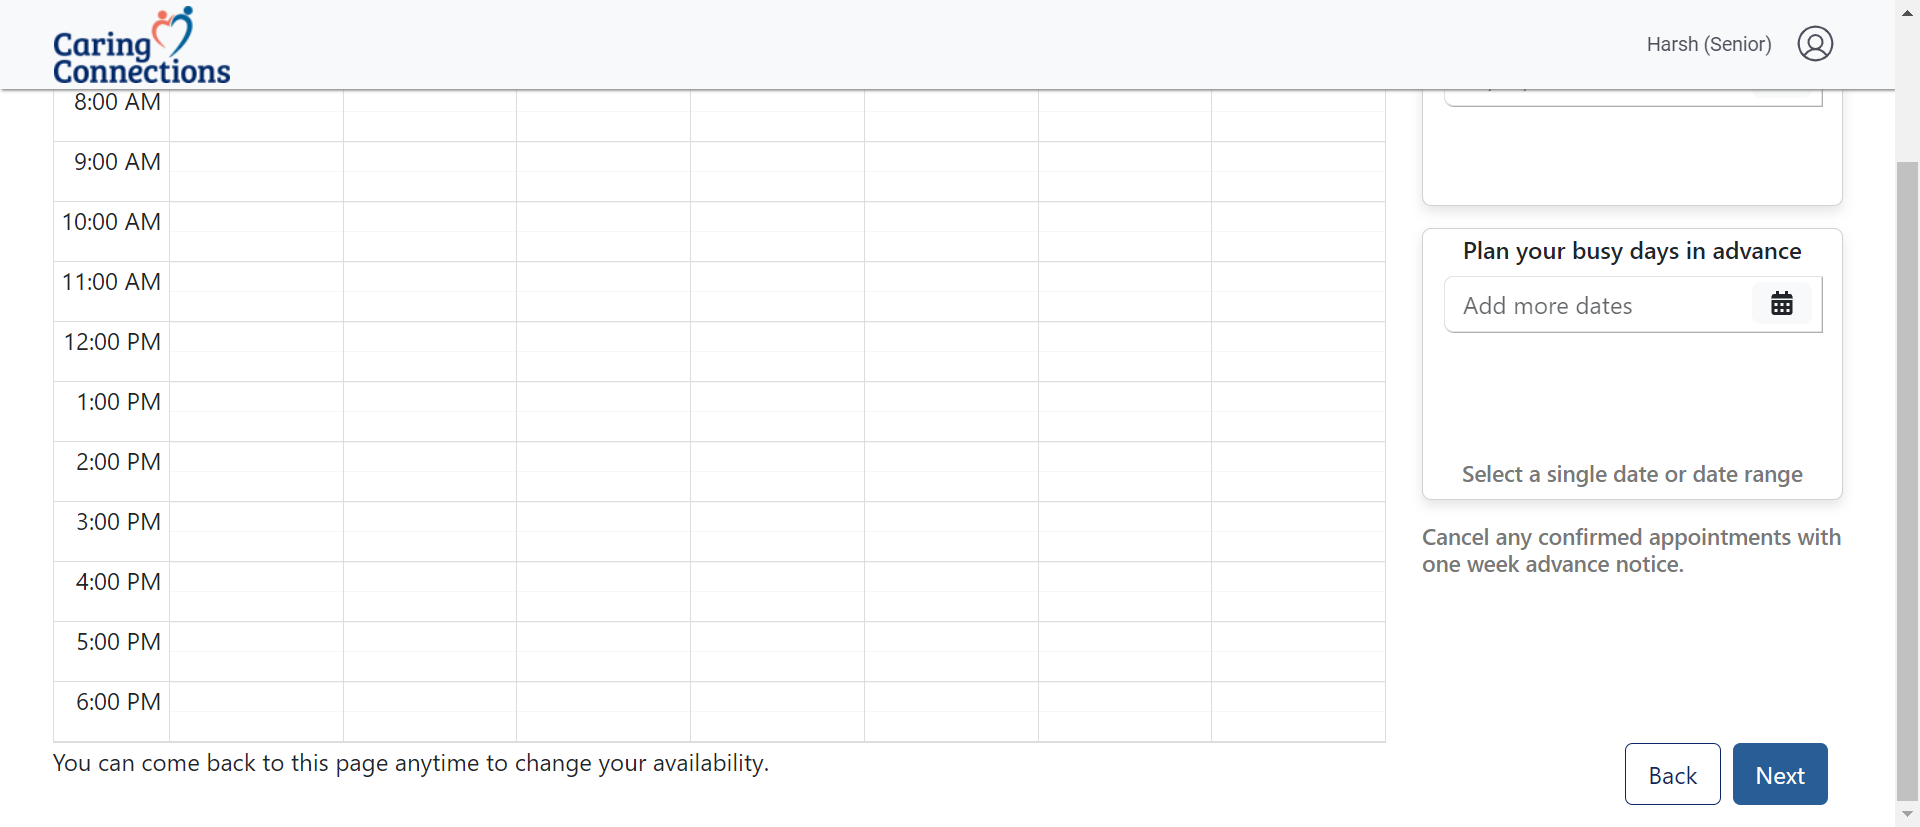 Caring
Connections
Harsh (Senior)
8:00 AM
9:00 AM
10:00 AM
11:00 AM
12:00 PM
1:00 PM
2:00 PM
3:00 PM
4:00 PM
5:00 PM
6:00 PM
Plan your busy days in advance
Add more dates
Select a single date or date range
Cancel any confirmed appointments with
one week advance notice.
You can come back to this page anytime to change your availability.
Back
Next